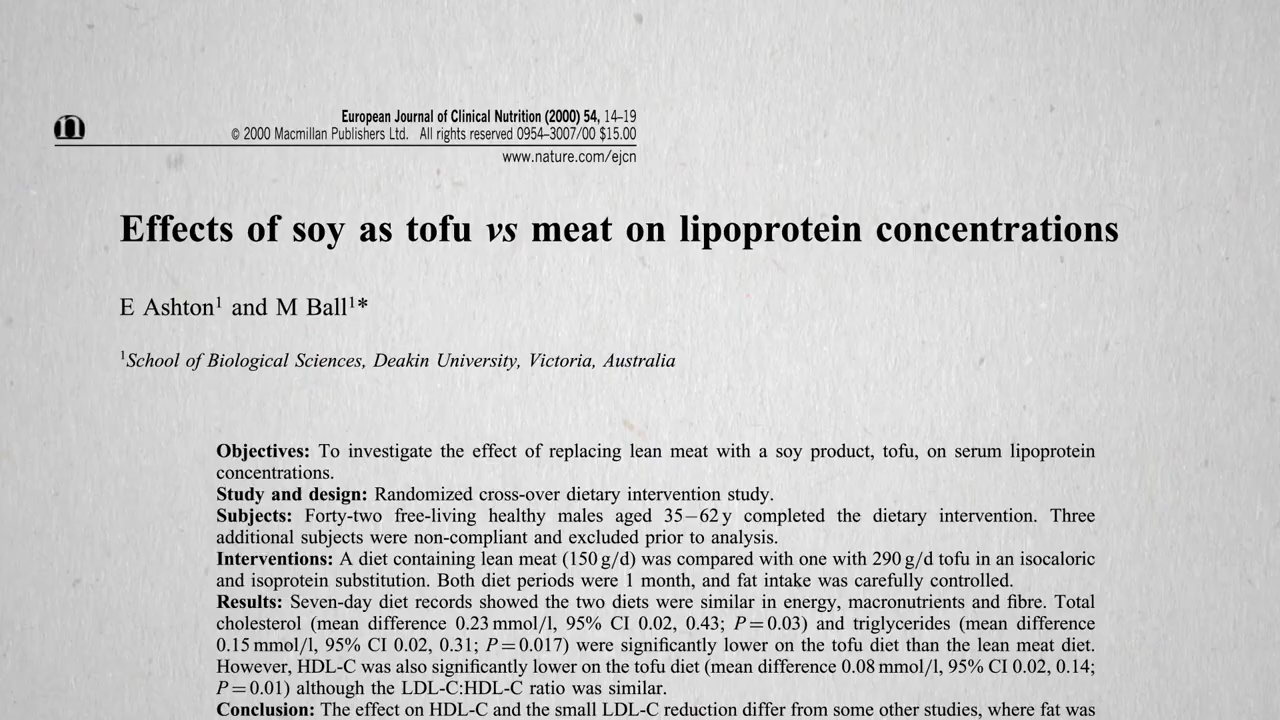 n
European Journal of Clinical Nutrition (2000) 54, 14–19
© 2000 Macmillan Publishers Ltd. All rights reserved 0954–3007/00 $15.00
www.nature.com/ejcn
Effects of soy as tofu vs meat on lipoprotein concentrations
E Ashton¹ and M Ball¹*
¹School of Biological Sciences, Deakin University, Victoria, Australia
Objectives: To investigate the effect of replacing lean meat with a soy product, tofu, on serum lipoprotein
concentrations.
Study and design: Randomized cross-over dietary intervention study.
Subjects: Forty-two free-living healthy males aged 35–62 y completed the dietary intervention. Three
additional subjects were non-compliant and excluded prior to analysis.
Interventions: A diet containing lean meat (150 g/d) was compared with one with 290 g/d tofu in an isocaloric
and isoprotein substitution. Both diet periods were 1 month, and fat intake was carefully controlled.
Results: Seven-day diet records showed the two diets were similar in energy, macronutrients and fibre. Total
cholesterol (mean difference 0.23 mmol/l, 95% CI 0.02, 0.43; P=0.03) and triglycerides (mean difference
0.15 mmol/l, 95% CI 0.02, 0.31; P=0.017) were significantly lower on the tofu diet than the lean meat diet.
However, HDL-C was also significantly lower on the tofu diet (mean difference 0.08 mmol/l, 95% CI 0.02, 0.14;
P=0.01) although the LDL-C:HDL-C ratio was similar.
Conclusion: The effect on HDL-C and the small LDL-C reduction differ from some other studies, where fat was